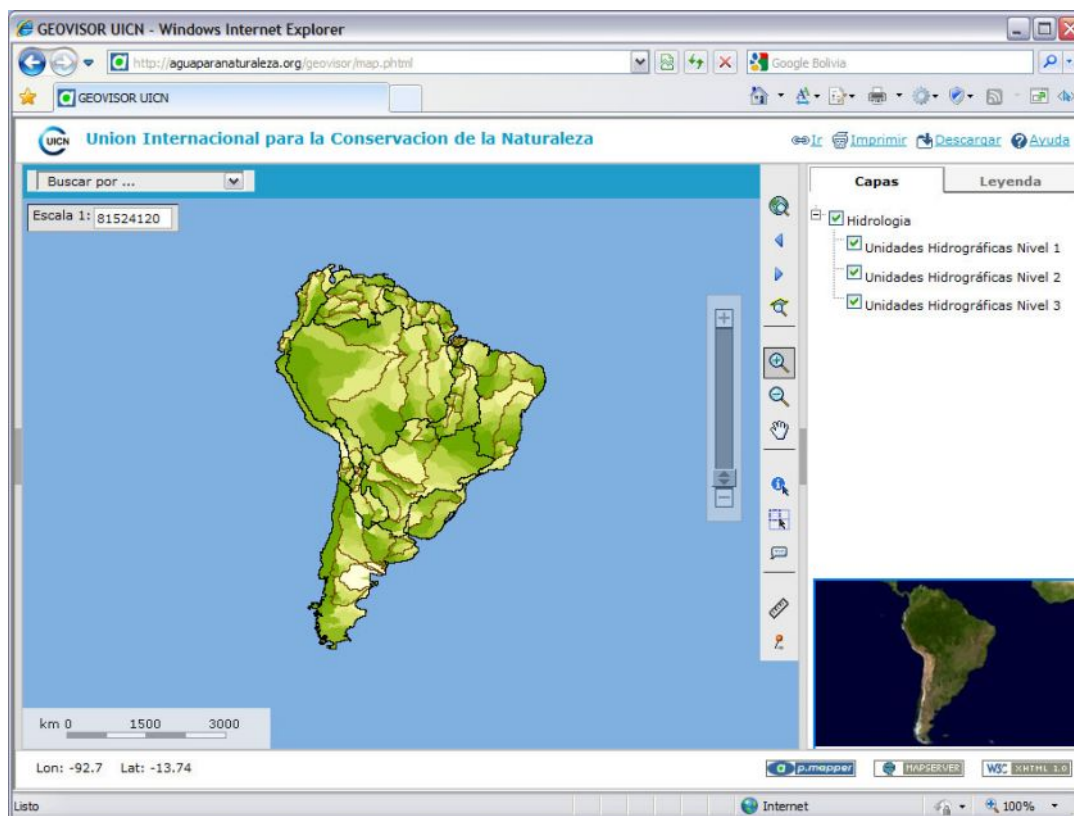 GEOVISOR UICN - Windows Internet Explorer
http://aguaparanaturaleza.org/geovisor/map.phtml
Google Bolivia
GEOVISOR UICN
UICN
Union Internacional para la Conservacion de la Naturaleza
Ir Imprimir Descargar Ayuda
Buscar por ...
Capas Leyenda
Escala 1: 81524120
Hidrologia
Unidades Hidrográficas Nivel 1
Unidades Hidrográficas Nivel 2
Unidades Hidrográficas Nivel 3
km 0 1500 3000
Lon: -92.7 Lat: -13.74
p.mapper
MAPSERVER
W3C XHTML 1.0
Listo
Internet
100%